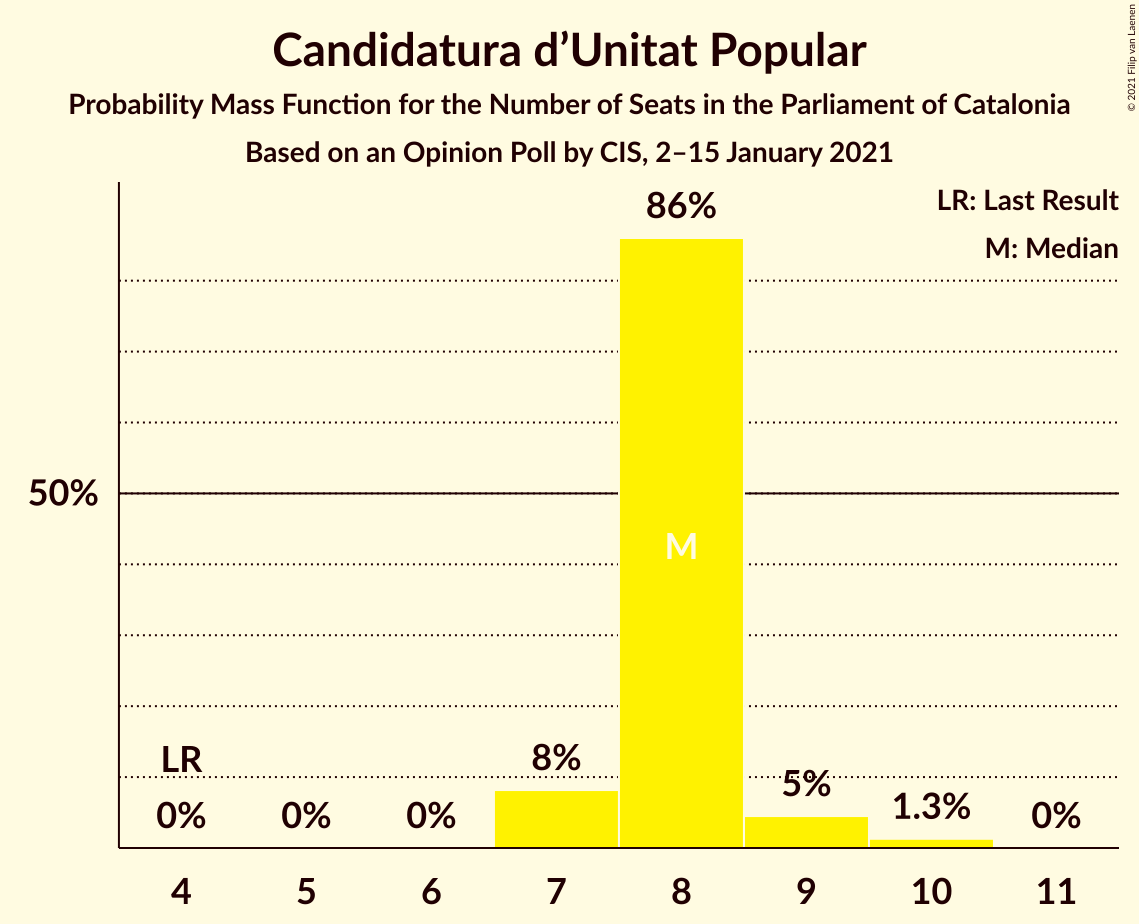 Candidatura d’Unitat Popular
Probability Mass Function for the Number of Seats in the Parliament of Catalonia
Based on an Opinion Poll by CIS, 2–15 January 2021
© 2021 Filip van Laenen
LR: Last Result
M: Median
86%
50%
M
LR
8%
5%
1.3%
0%
0%
0%
0%
4 5 6 7 8 9 10 11